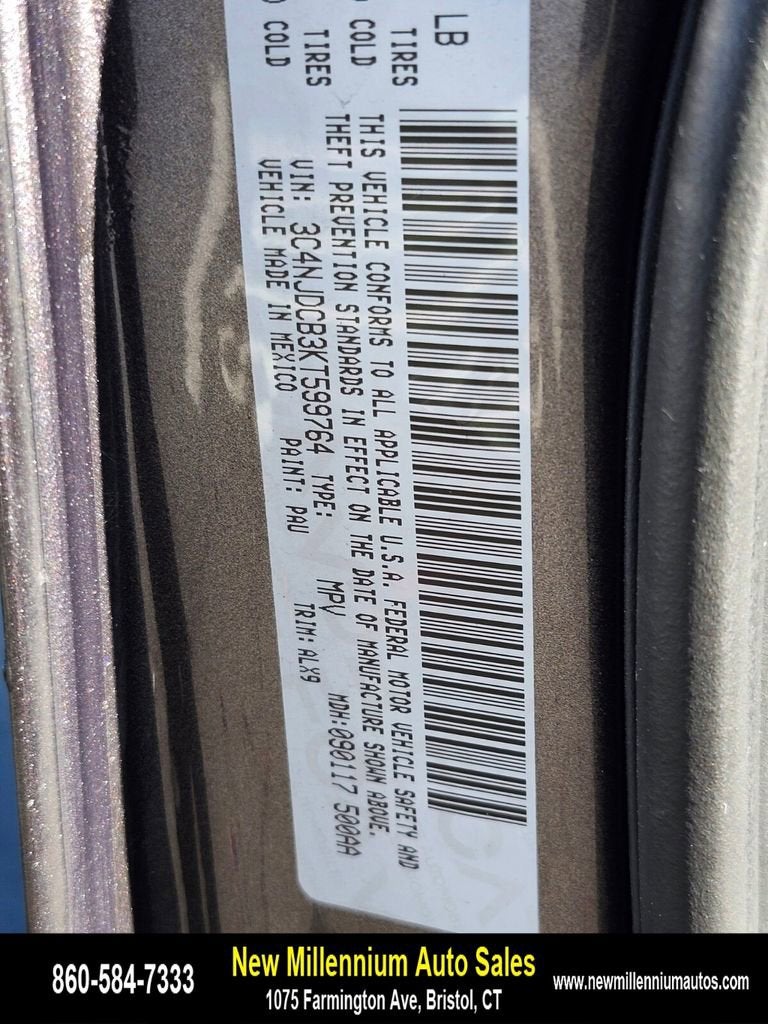 LB
TIRES
TIRES
) COLD
) COLD
THIS VEHICLE CONFORMS TO ALL APPLICABLE U.S.A. FEDERAL MOTOR VEHICLE SAFETY AND
THEFT PREVENTION STANDARDS IN EFFECT ON THE DATE OF MANUFACTURE SHOWN ABOVE.
VIN: 3C4NJDCB3KT599764 TYPE: MPV MDH: 090117 500AA
VEHICLE MADE IN MEXICO PAINT: PAU TRIM: ALX9
860-584-7333
New Millennium Auto Sales
1075 Farmington Ave, Bristol, CT
www.newmillenniumautos.com